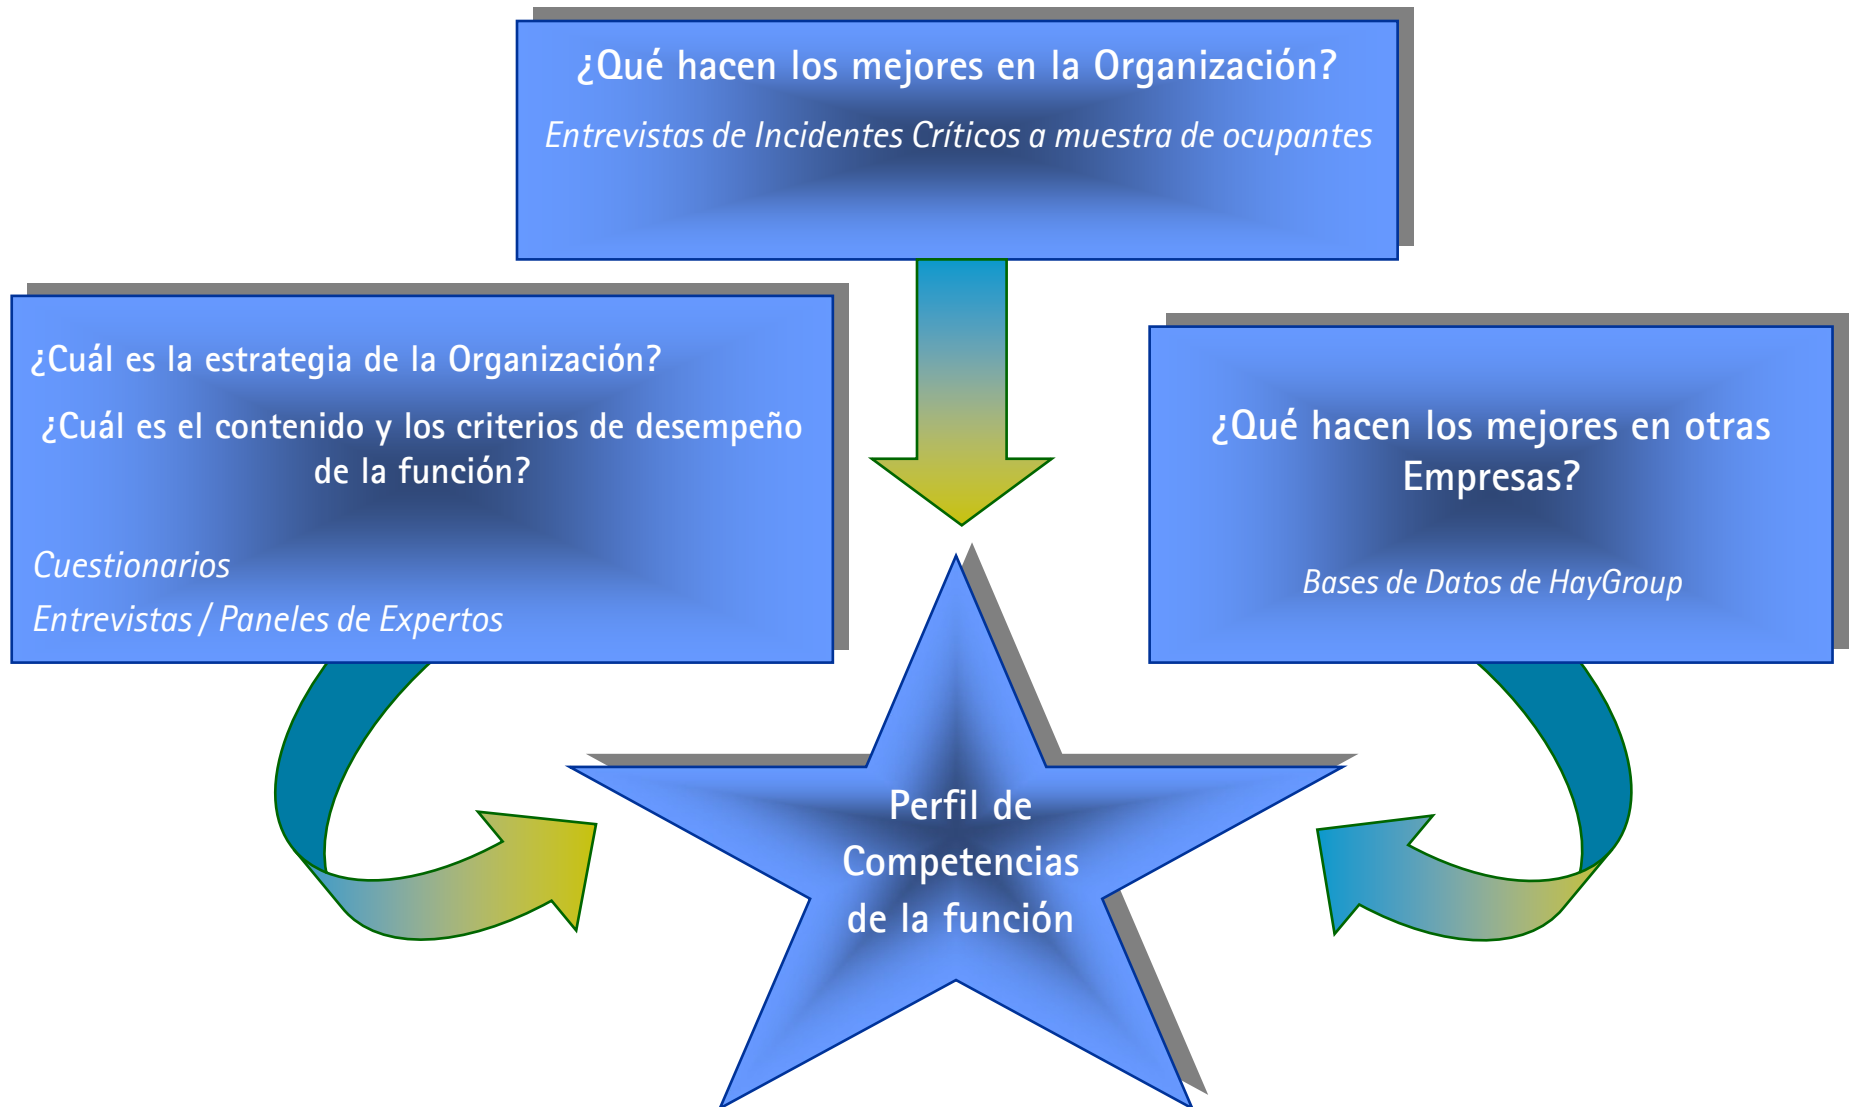 ¿Qué hacen los mejores en la Organización?
Entrevistas de Incidentes Críticos a muestra de ocupantes
¿Cuál es la estrategia de la Organización?
¿Cuál es el contenido y los criterios de desempeño
de la función?
Cuestionarios
Entrevistas / Paneles de Expertos
¿Qué hacen los mejores en otras
Empresas?
Bases de Datos de HayGroup
Perfil de
Competencias
de la función